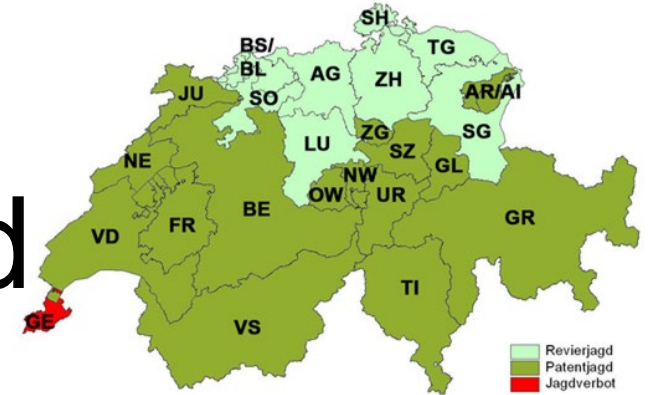 SH
BS/
BL
TG
AG
ZH
JU
SO
AR/AI
ZG
SG
LU
SZ
NE
NW
GL
OW
UR
BE
FR
GR
VD
d
TI
GE
VS
Revierjagd
Patentjagd
Jagdverbot